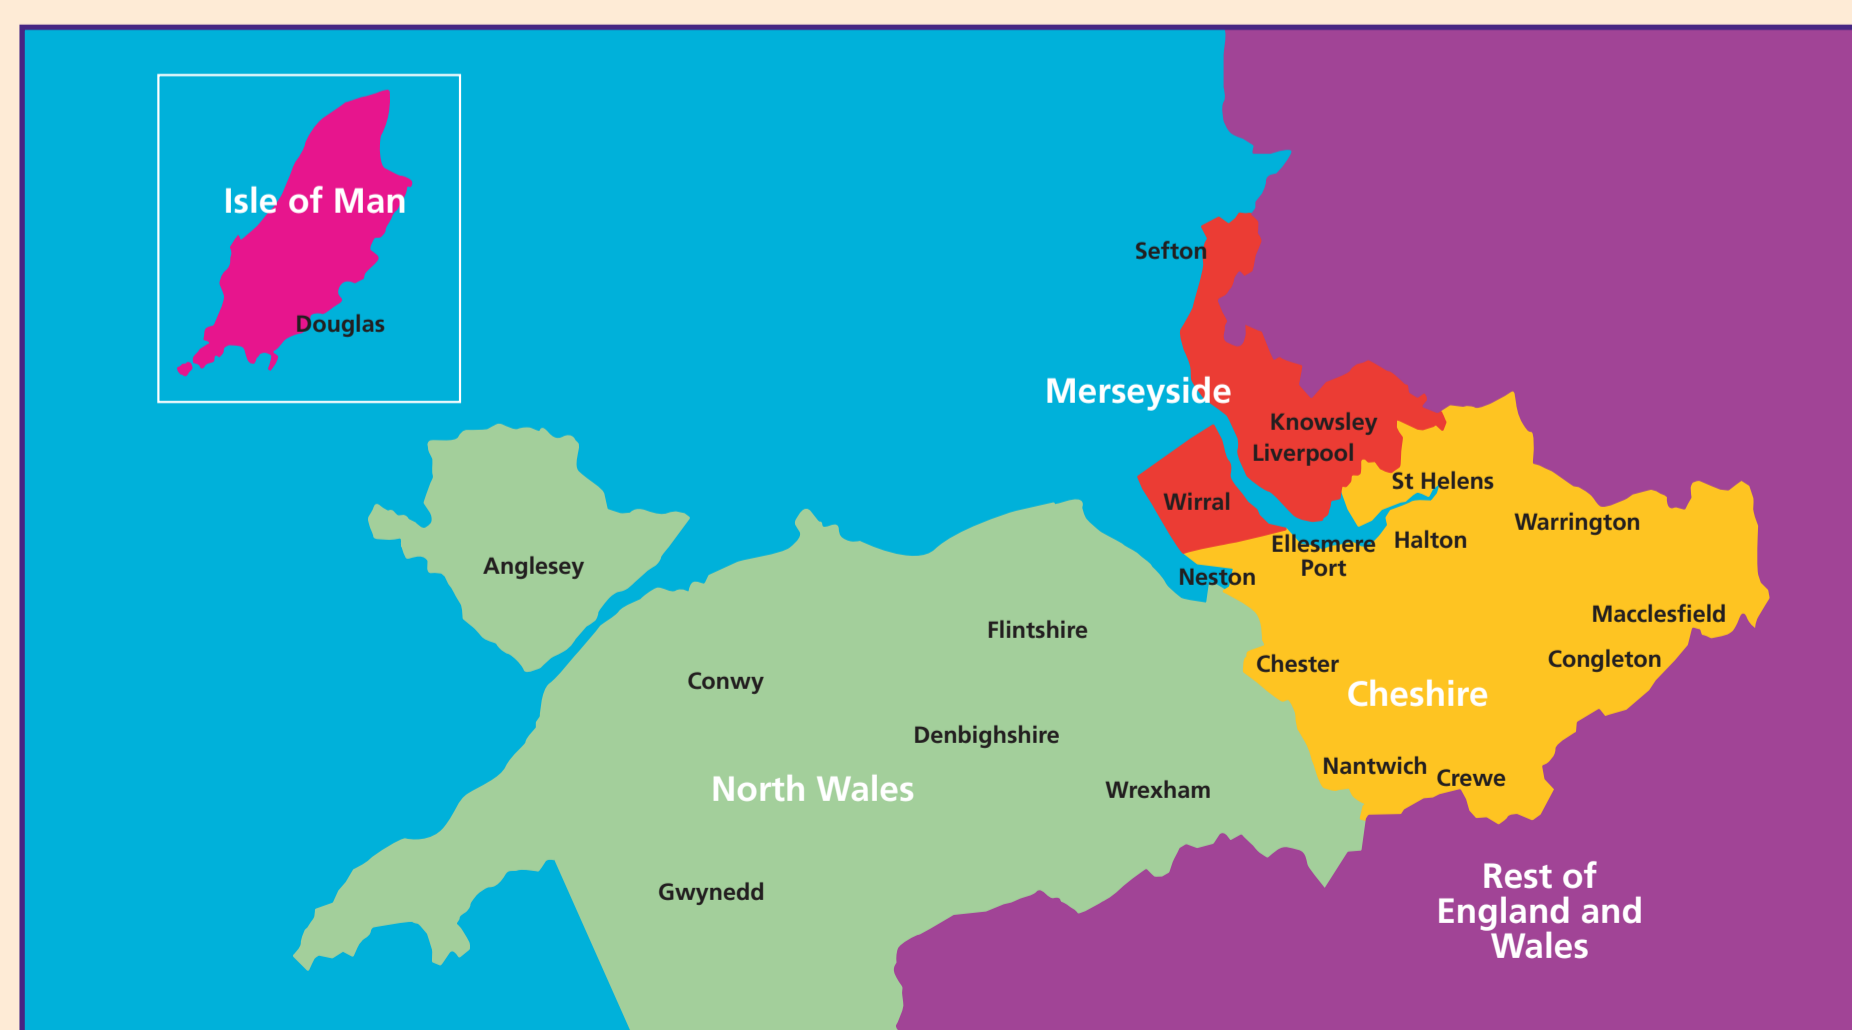 Isle of Man
Douglas
Sefton
Merseyside
Knowsley
Liverpool
St Helens
Wirral
Warrington
Ellesmere
Port
Halton
Neston
Anglesey
Macclesfield
Flintshire
Congleton
Chester
Conwy
Cheshire
Denbighshire
Nantwich
Crewe
North Wales
Wrexham
Gwynedd
Rest of
England and
Wales